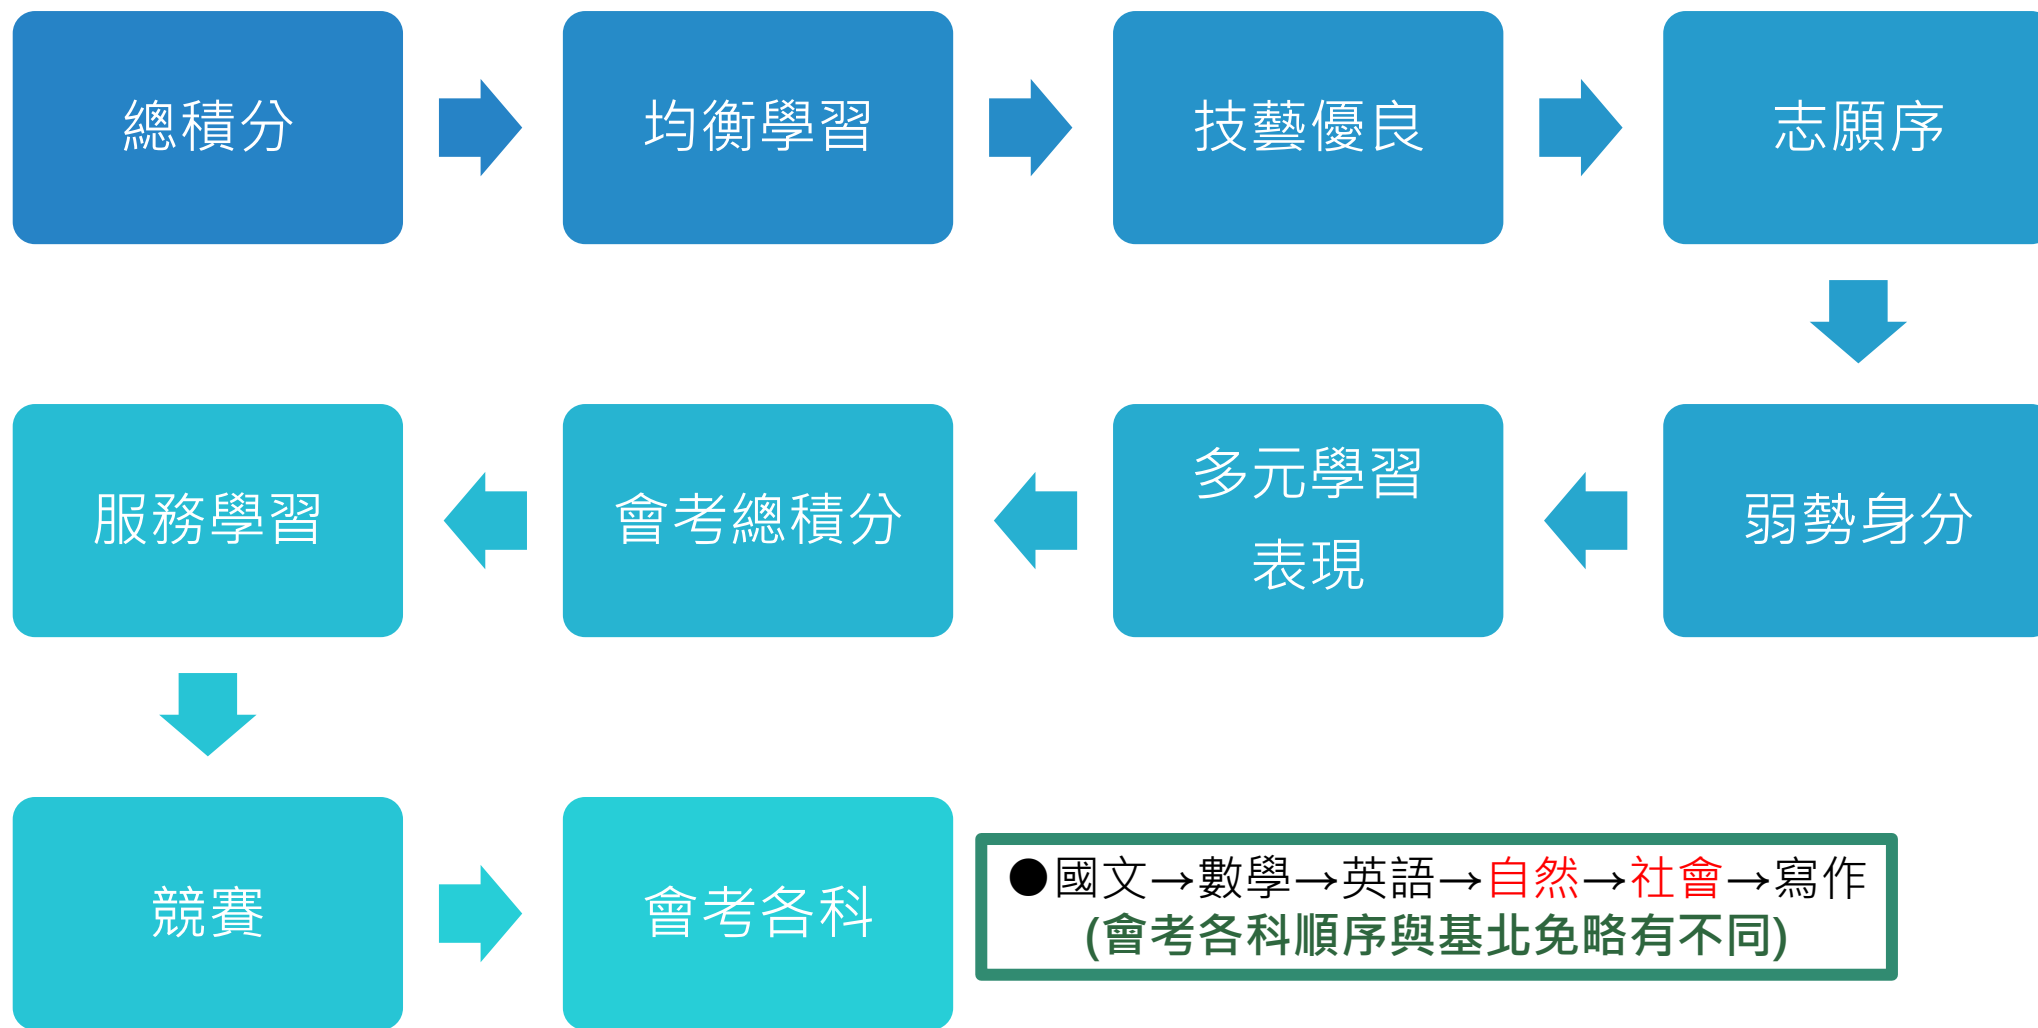 總積分
均衡學習
技藝優良
志願序
弱勢身分
多元學習
表現
會考總積分
服務學習
競賽
會考各科
●國文→數學→英語→自然→社會→寫作
(會考各科順序與基北免略有不同)